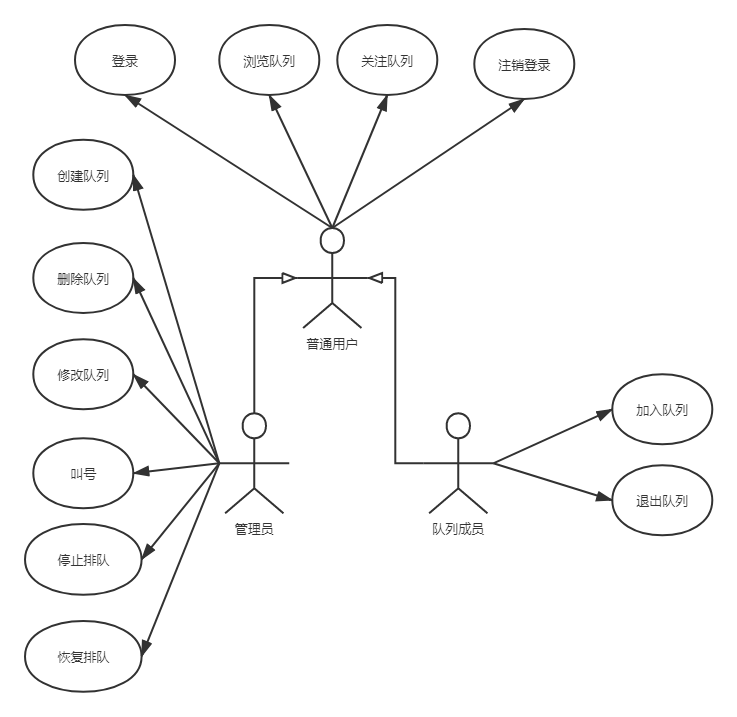 登录
浏览队列
关注队列
注销登录
创建队列
删除队列
普通用户
修改队列
加入队列
叫号
退出队列
管理员
队列成员
停止排队
恢复排队